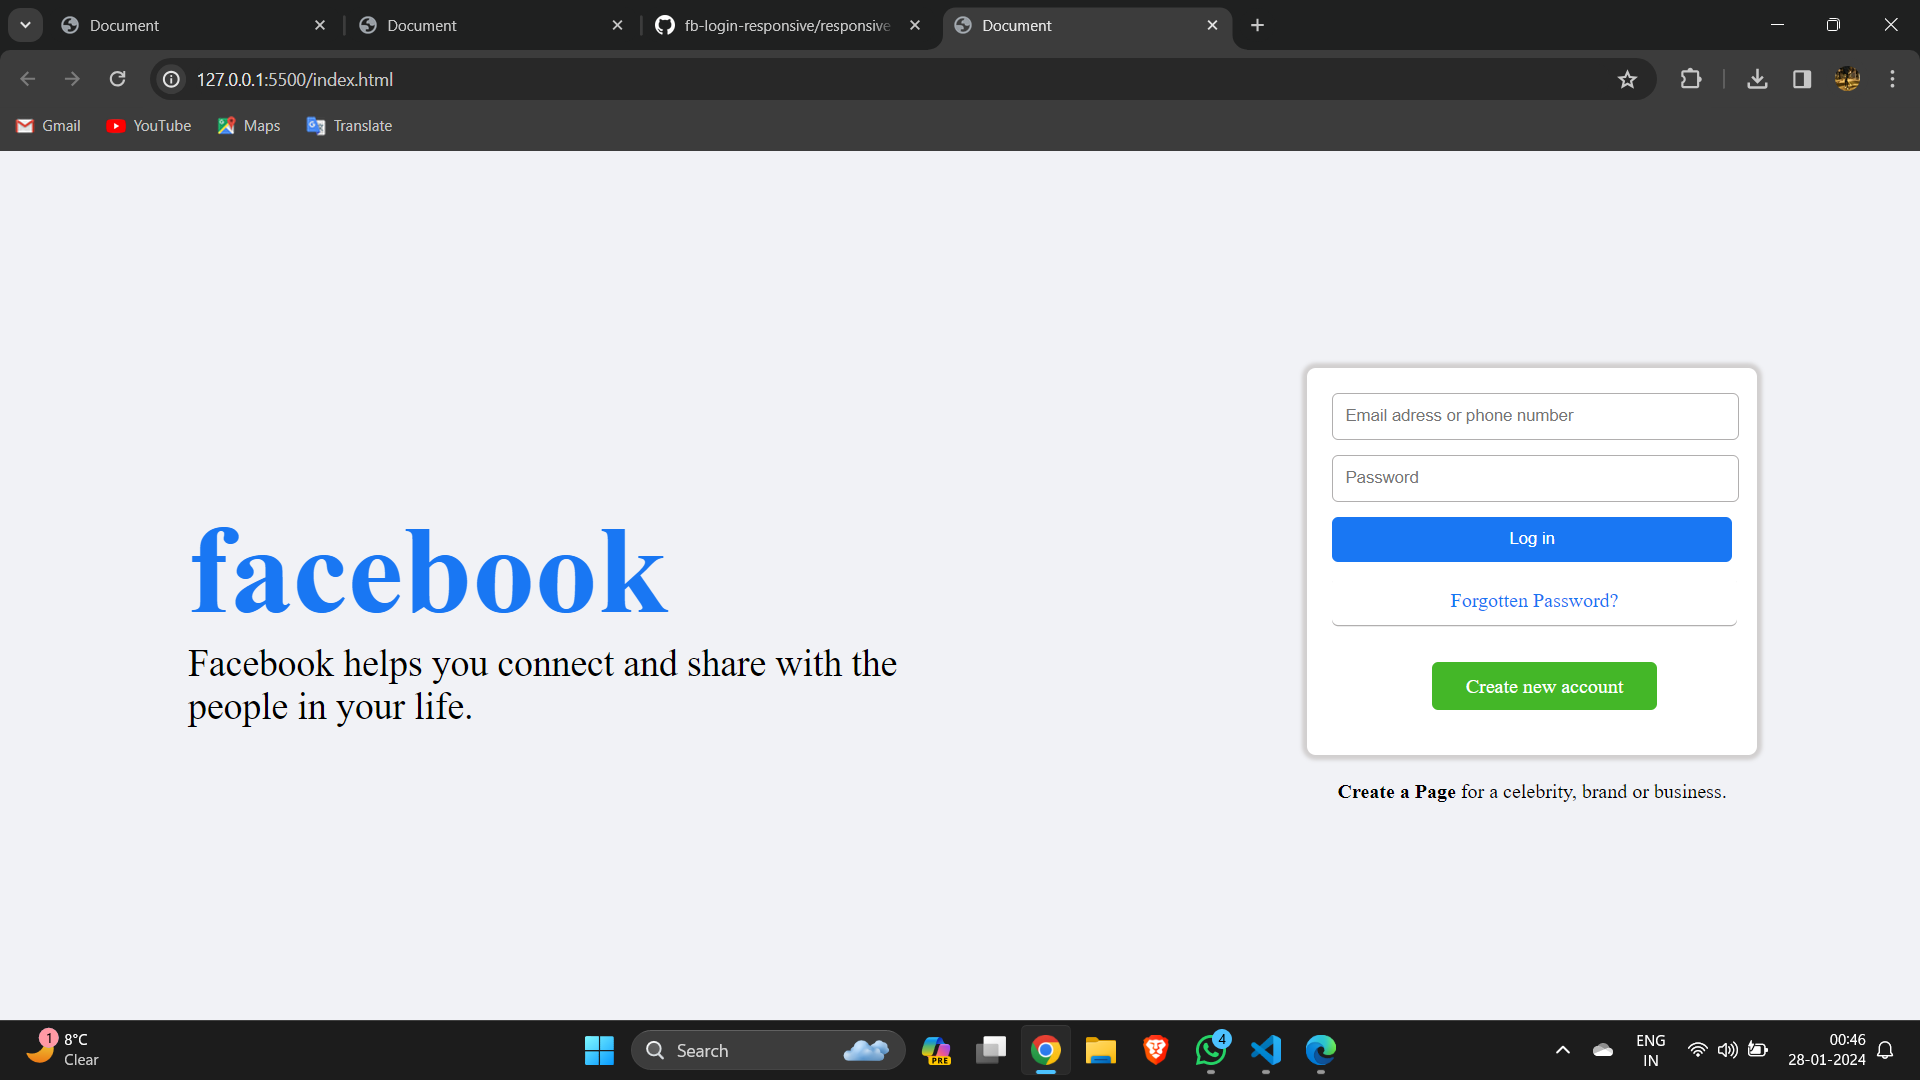 Document
Document
fb-login-responsive/responsive
Document
127.0.0.1:5500/index.html
Gmail
YouTube
Maps
Translate
Email adress or phone number
Password
Log in
Forgotten Password?
Create new account
facebook
Facebook helps you connect and share with the
people in your life.
Create a Page for a celebrity, brand or business.
1
8°C
Clear
Search
PRE
4
ENG
IN
00:46
28-01-2024